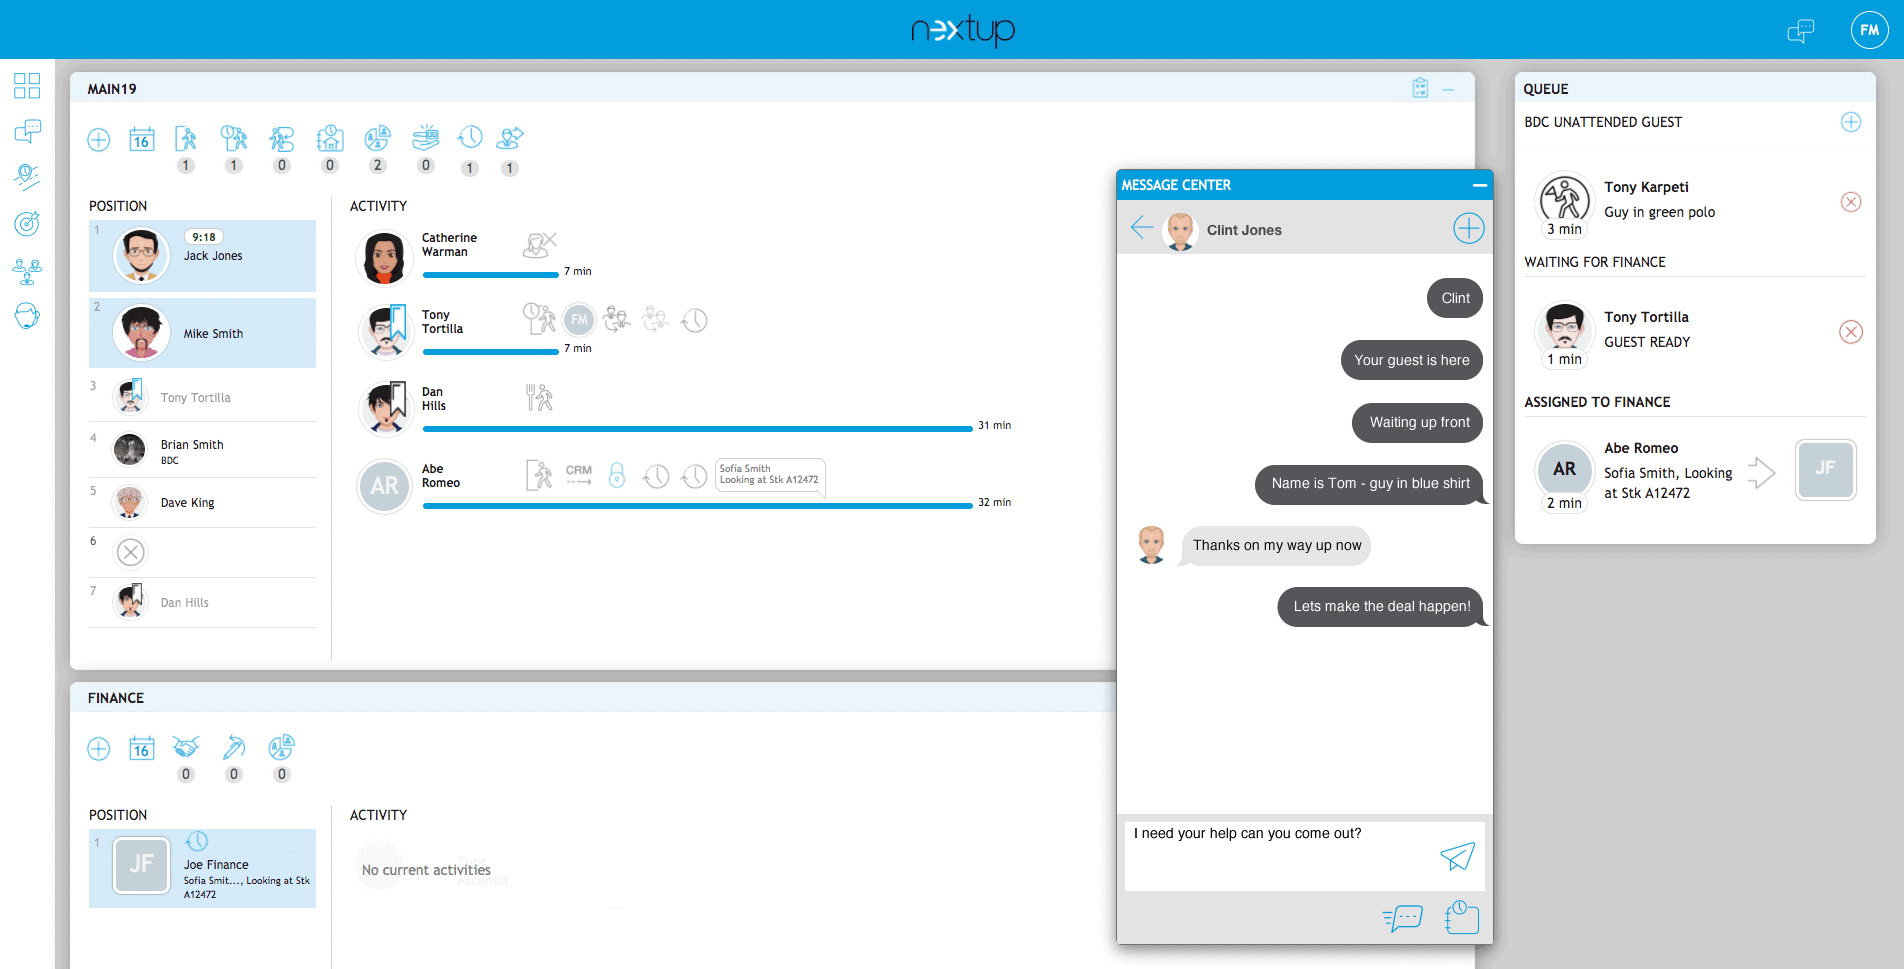 nextup
FM
MAIN19
16
1
1
0
0
2
0
1
1
POSITION
1
9:18
Jack Jones
2
Mike Smith
3
Tony Tortilla
4
Brian Smith
BDC
5
Dave King
6
7
Dan Hills
ACTIVITY
Catherine
Warman
7 min
Tony
Tortilla
FM
7 min
Dan
Hills
31 min
AR
Abe
Romeo
CRM
Sofia Smith
Looking at Stk A12472
32 min
FINANCE
16
0
0
0
POSITION
1
JF
Joe Finance
Sofia Smit..., Looking at Stk
A12472
ACTIVITY
No current activities
Ascendit
MESSAGE CENTER
Clint Jones
Clint
Your guest is here
Waiting up front
Name is Tom - guy in blue shirt
Thanks on my way up now
Lets make the deal happen!
I need your help can you come out?
QUEUE
BDC UNATTENDED GUEST
Tony Karpeti
Guy in green polo
3 min
WAITING FOR FINANCE
Tony Tortilla
GUEST READY
1 min
ASSIGNED TO FINANCE
AR
Abe Romeo
Sofia Smith, Looking
at Stk A12472
2 min
JF